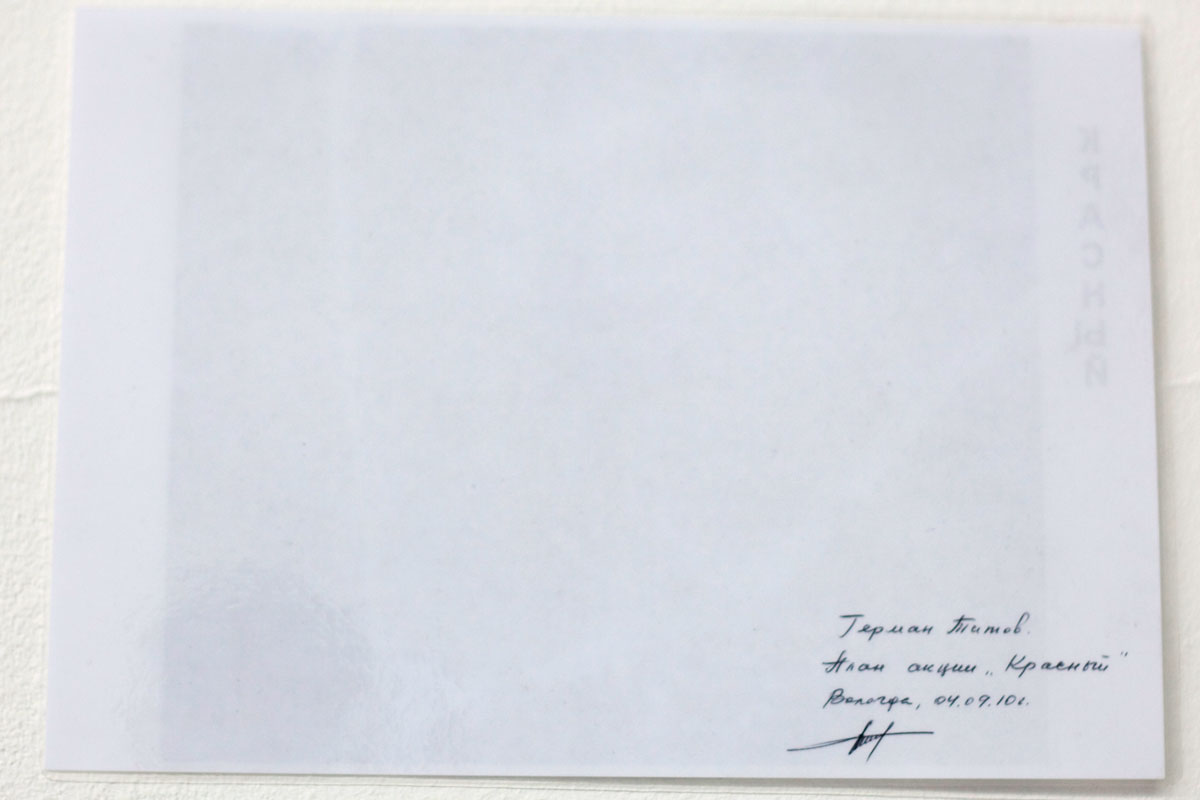 Герман Титов.
План акции „Красный"
Вологда, 04.09.10г.